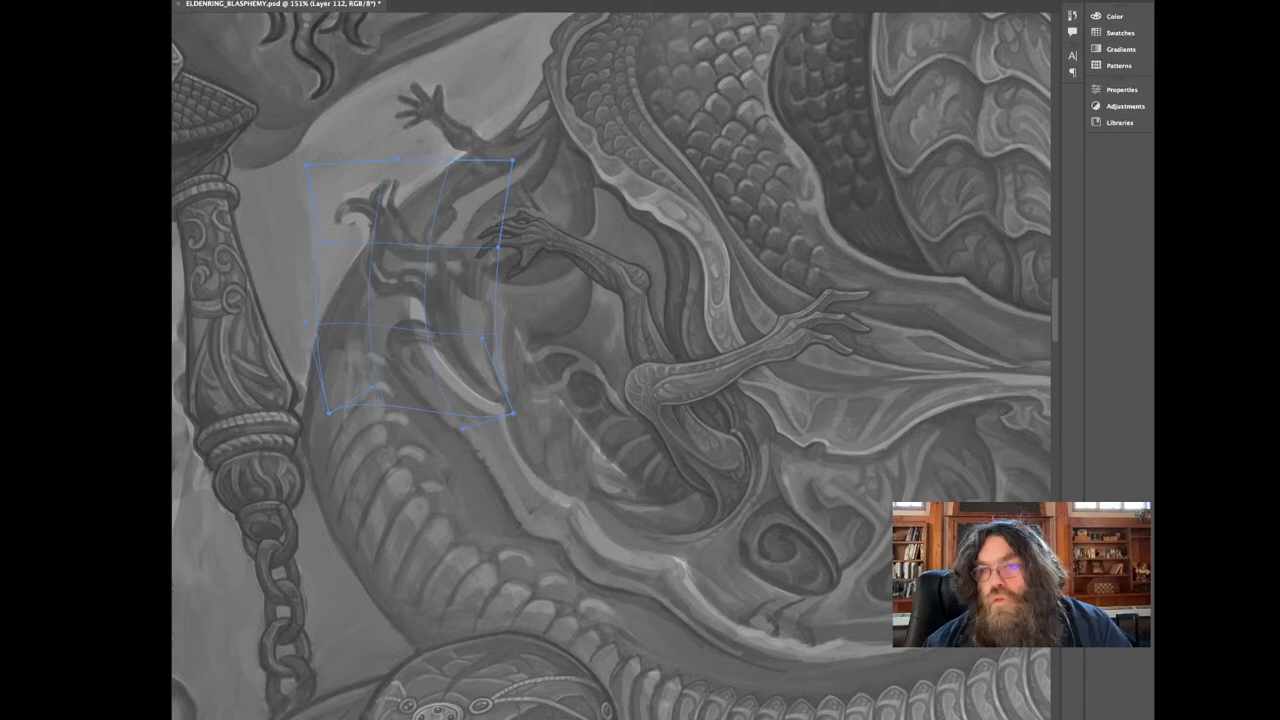 × ELDENRING_BLASPHEMY.psd @ 151% (Layer 112, RGB/8*) *
Color
Swatches
Gradients
Patterns
Properties
Adjustments
Libraries